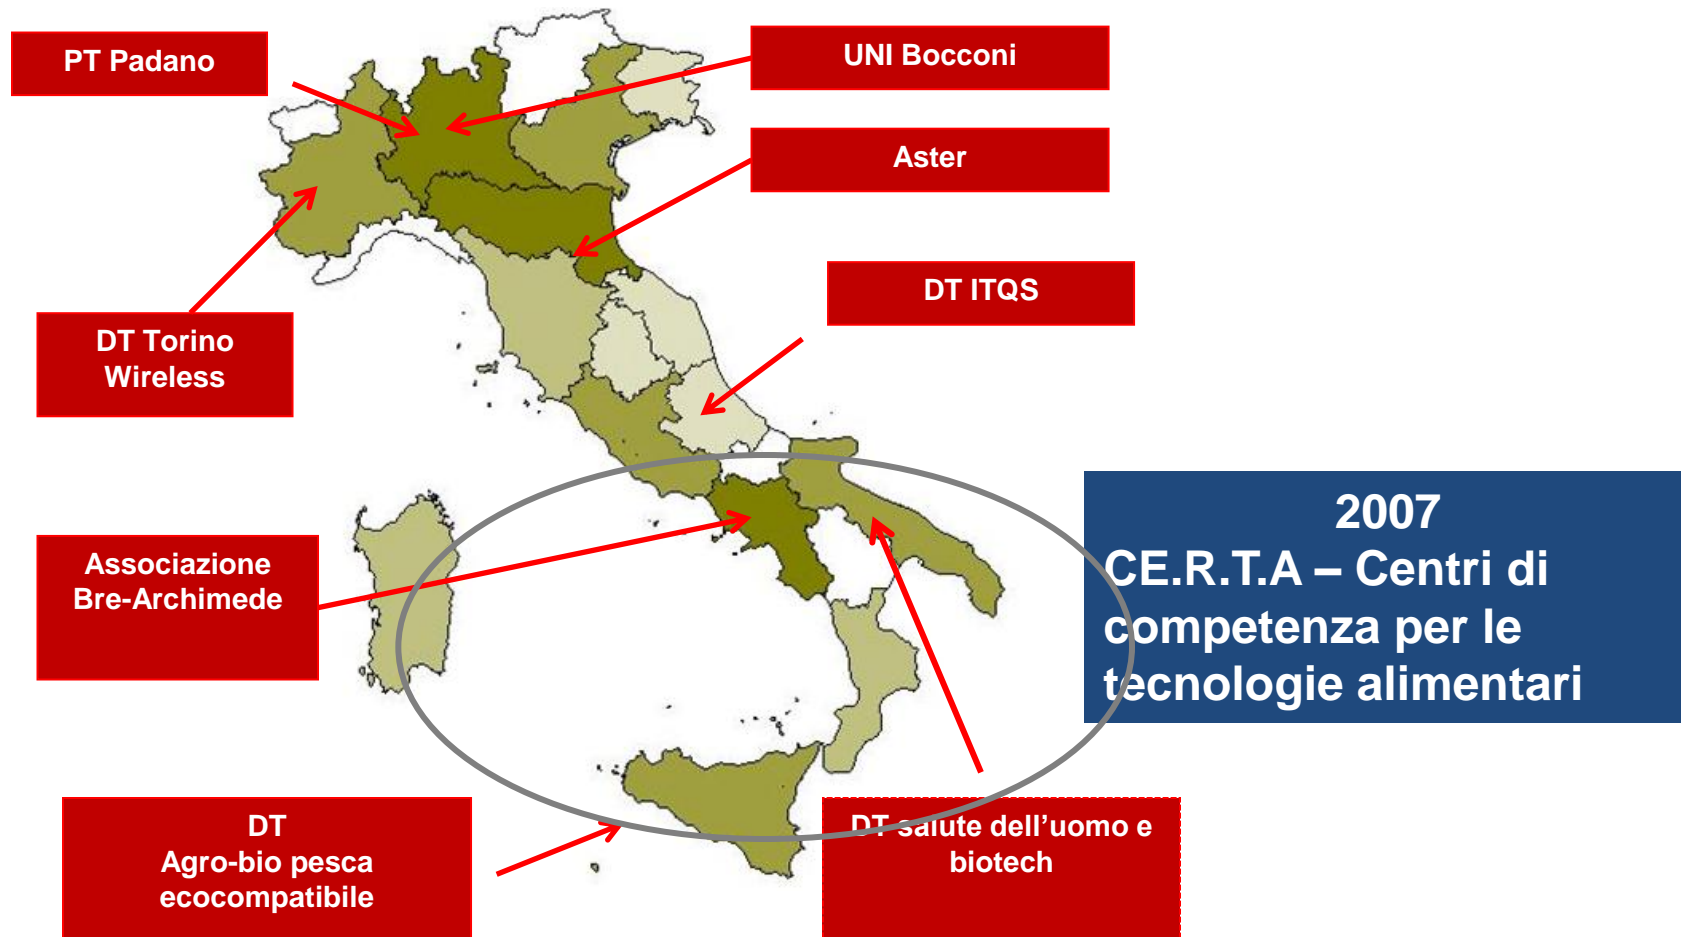 PT Padano
UNI Bocconi
Aster
DT ITQS
DT Torino
Wireless
2007
CE.R.T.A – Centri di
competenza per le
tecnologie alimentari
Associazione
Bre-Archimede
DT
Agro-bio pesca
ecocompatibile
DT salute dell’uomo e
biotech